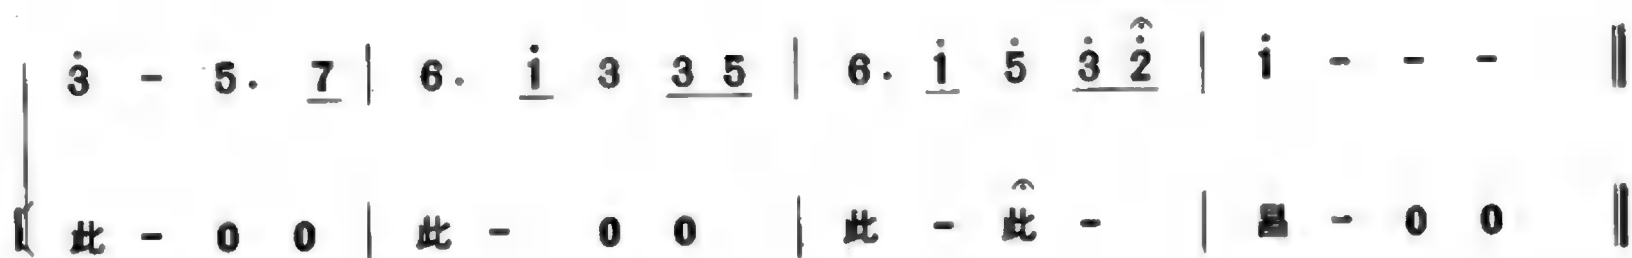 3̇ - 5. 7 | 6. 1̇ 3 3 5 | 6. 1̇ 5̇ 3̇ 2̇ | 1̇ - - - ‖
此 - 0 0 | 此 - 0 0 | 此 - 此 - | 昌 - 0 0 ‖